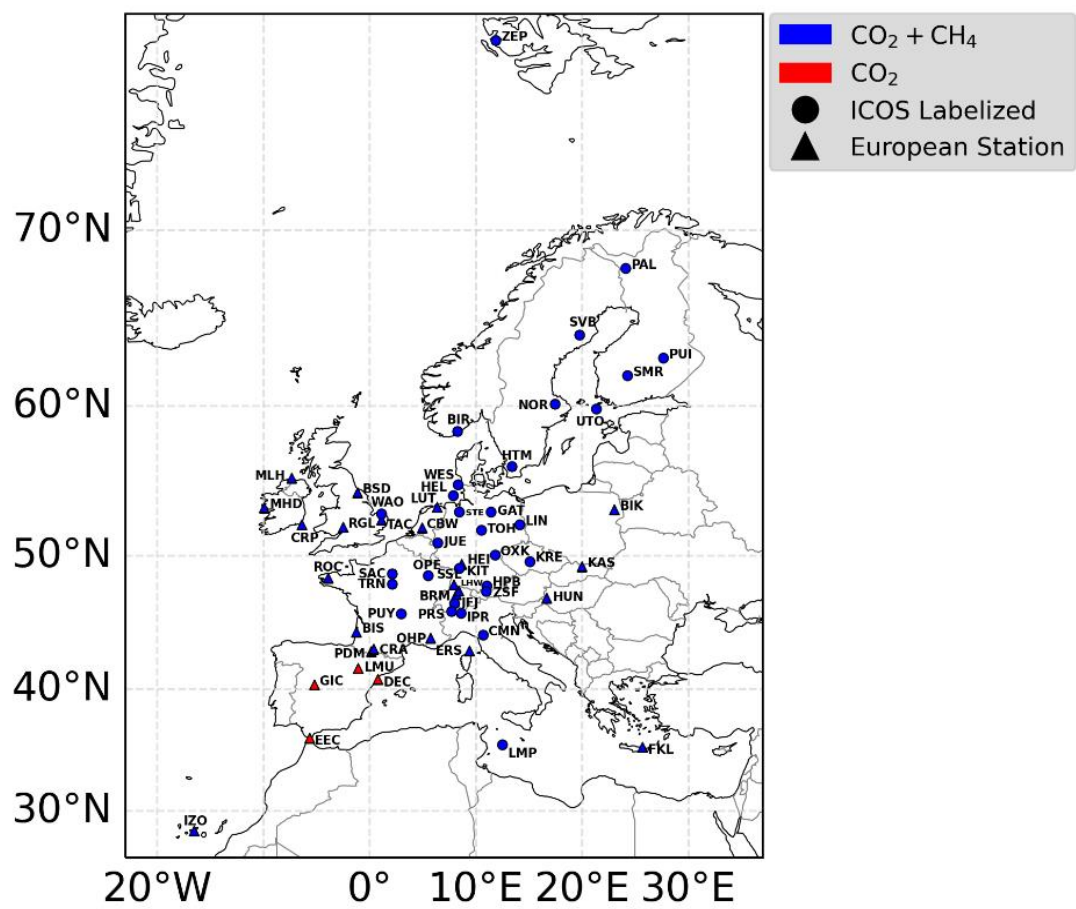 CO₂ + CH₄
CO₂
ICOS Labelized
European Station
70°N
60°N
50°N
40°N
30°N
20°W
0°
10°E
20°E
30°E
ZEP
PAL
SVB
PUI
SMR
NOR
UTO
BIR
HTM
WES
HEL
LUT
MLH
MHD
CRP
BSD
WAO
RGL
TAC
CBW
STE
GAT
LIN
TOH
BIK
JUE
OXK
KRE
KAS
HEI
KIT
ROC
SAC
TRN
OPE
SSL
LHW
HPB
ZSF
HUN
BRM
JFJ
PUY
PRS
IPR
BIS
OHP
CMN
PDM
CRA
ERS
LMU
GIC
DEC
EEC
LMP
FKL
IZO